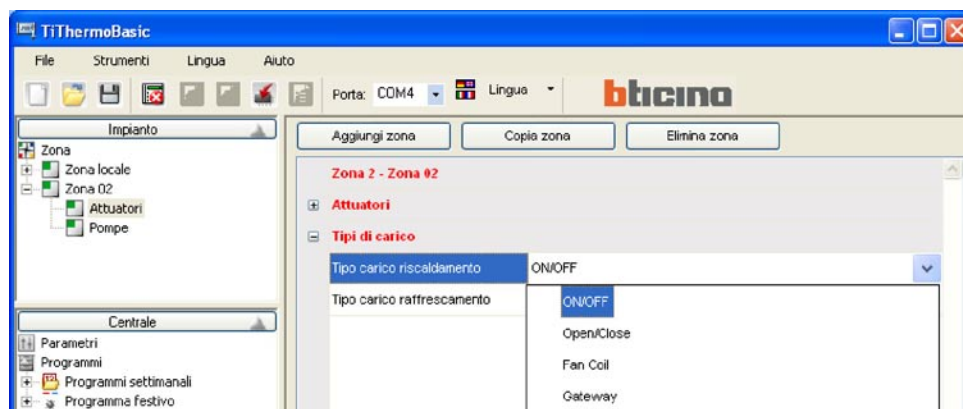 TiThermoBasic
File Strumenti Lingua Aiuto
Porta: COM4 Lingua bticino
Impianto
Zona
Zona locale
Zona 02
Attuatori
Pompe
Centrale
Parametri
Programmi
Programmi settimanali
Programma festivo
Aggiungi zona Copia zona Elimina zona
Zona 2 - Zona 02
Attuatori
Tipi di carico
Tipo carico riscaldamento ON/OFF
Tipo carico raffrescamento
ON/OFF
Open/Close
Fan Coil
Gateway